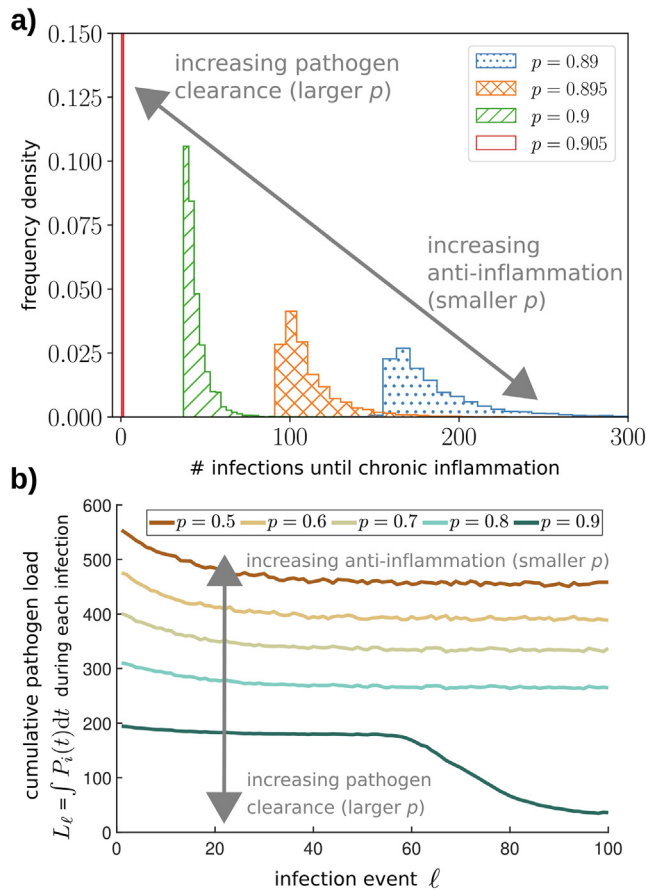 a)
0.150
0.125
0.100
0.075
0.050
0.025
0.000
frequency density
increasing pathogen
clearance (larger p)
increasing
anti-inflammation
(smaller p)
p = 0.89
p = 0.895
p = 0.9
p = 0.905
0
100
200
300
# infections until chronic inflammation
b)
600
500
400
300
200
100
0
cumulative pathogen load
L_ℓ = ∫ P_i(t)dt during each infection
p = 0.5
p = 0.6
p = 0.7
p = 0.8
p = 0.9
increasing anti-inflammation (smaller p)
increasing pathogen
clearance (larger p)
0
20
40
60
80
100
infection event ℓ